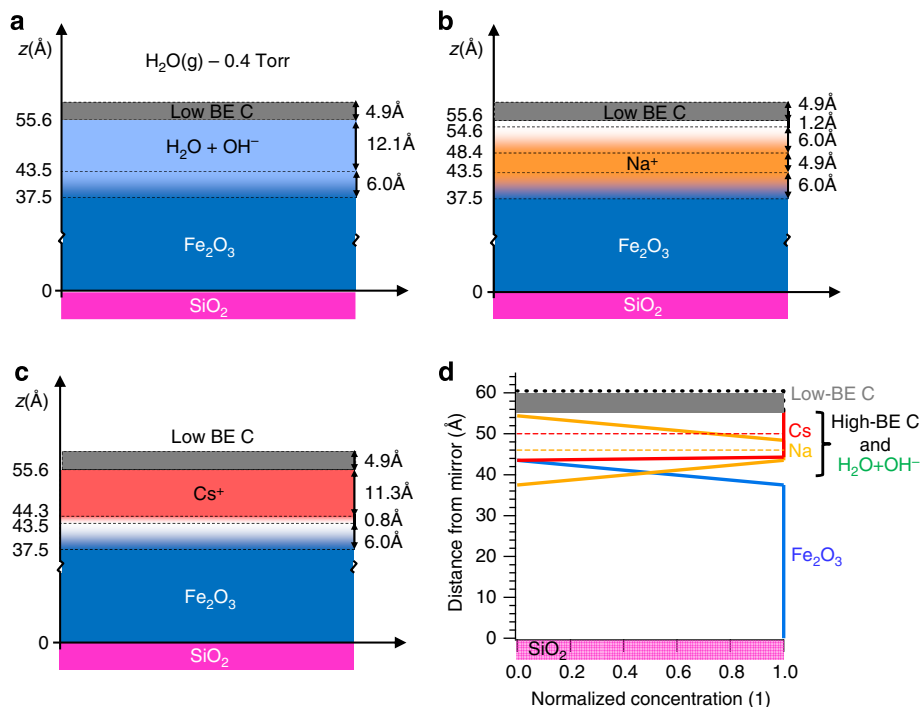 a
z(Å)
H₂O(g) – 0.4 Torr
Low BE C
4.9Å
55.6
H₂O + OH⁻
12.1Å
43.5
6.0Å
37.5
Fe₂O₃
0
SiO₂
b
z(Å)
Low BE C
4.9Å
55.6
1.2Å
54.6
6.0Å
48.4
Na⁺
4.9Å
43.5
6.0Å
37.5
Fe₂O₃
0
SiO₂
c
z(Å)
Low BE C
4.9Å
55.6
Cs⁺
11.3Å
44.3
0.8Å
43.5
6.0Å
37.5
Fe₂O₃
0
SiO₂
d
Distance from mirror (Å)
60
50
40
30
20
10
0
Low-BE C
Cs
Na
High-BE C
and
H₂O+OH⁻
Fe₂O₃
SiO₂
0.0 0.2 0.4 0.6 0.8 1.0
Normalized concentration (1)